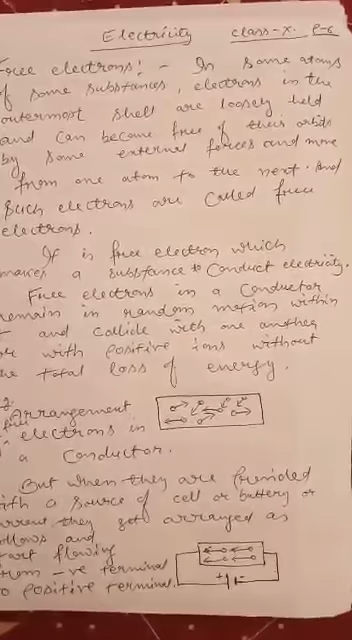 Electricity class-X. P-6
Free electrons:- In some atoms
of some substances, electrons in the
outermost shell are loosely held
and can become free of their orbits
by some external forces and move
from one atom to the next. And
such electrons are called free
electrons.
It is free electron which
makes a substance to conduct electricity.
Free electrons in a conductor
remain in random motion within
it and collide with one another
or with positive ions without
the total loss of energy.
Arrangement
electrons in
a conductor.
But when they are
with a source of cell or battery or
current they get arranged as
follows and
start flowing
from -ve terminal
to positive terminal.
+ -